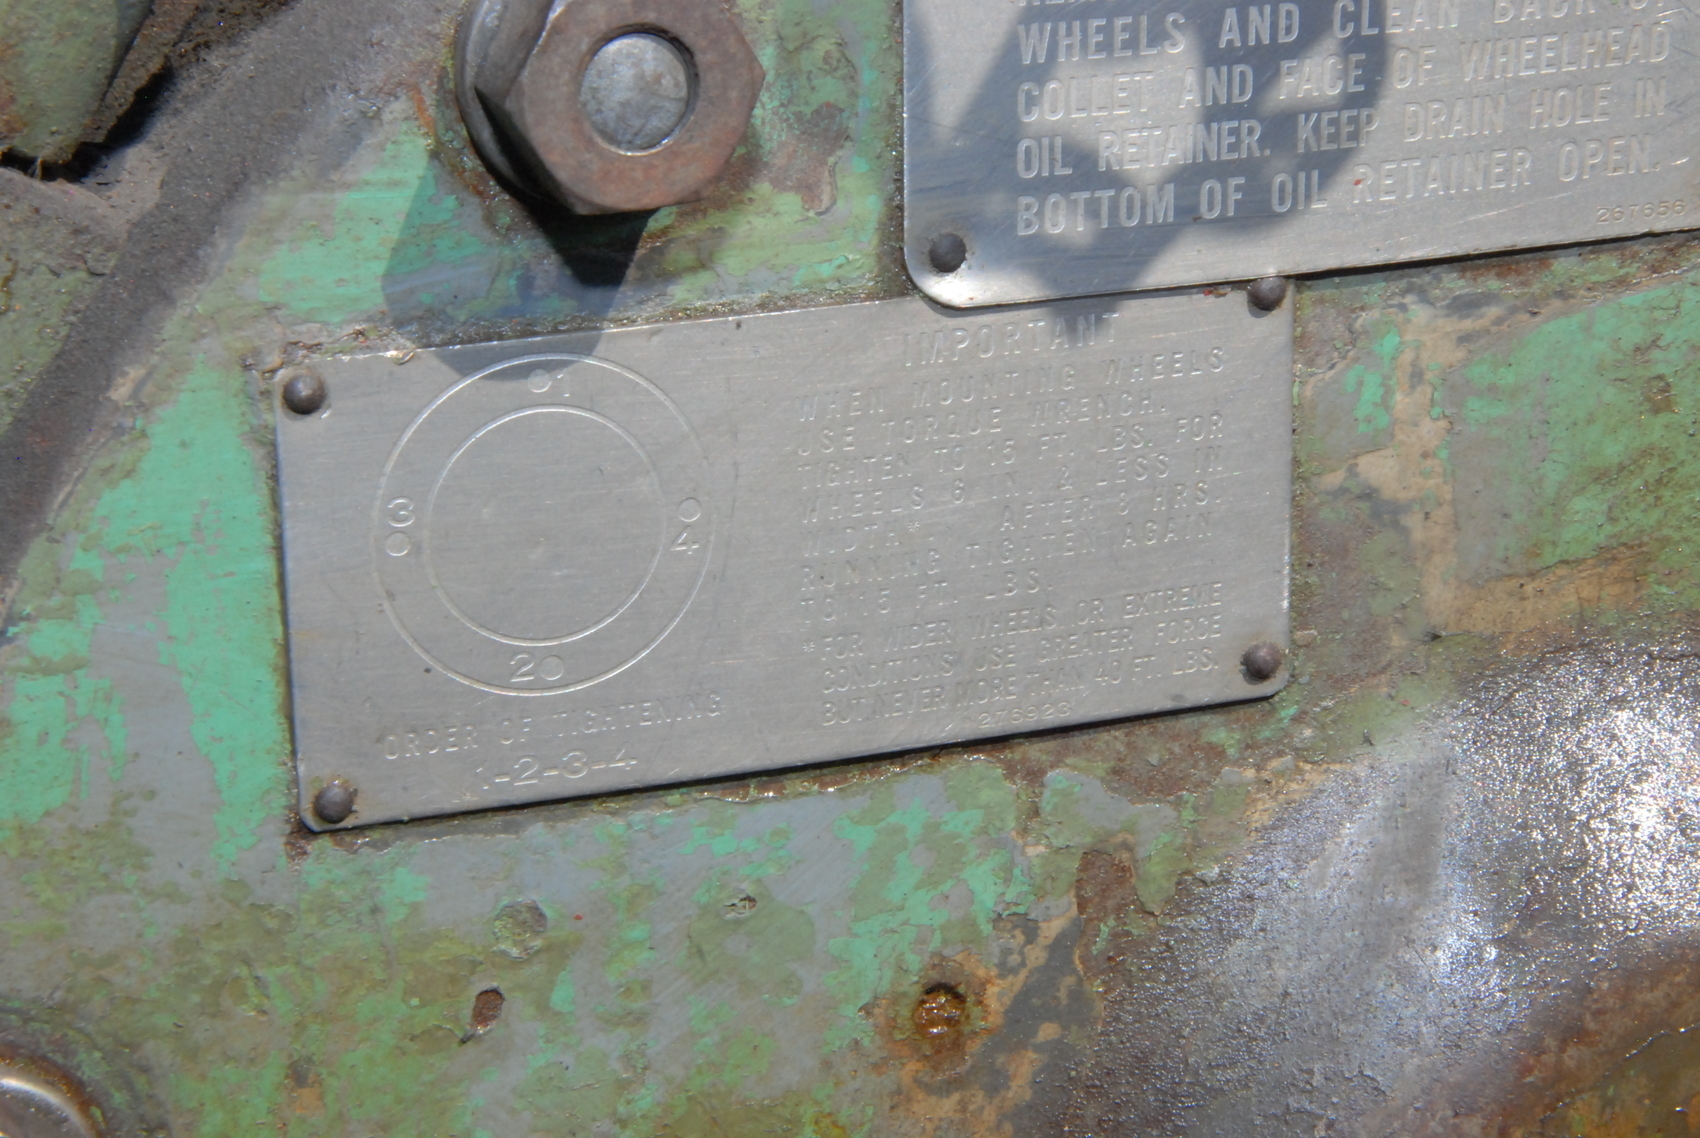 WHEELS AND CLEAN BACK
COLLET AND FACE OF WHEELHEAD
OIL RETAINER. KEEP DRAIN HOLE IN
BOTTOM OF OIL RETAINER OPEN.
267656
O1
3
O
O
4
2O
ORDER OF TIGHTENING
1-2-3-4
IMPORTANT
WHEN MOUNTING WHEELS
USE TORQUE WRENCH.
TIGHTEN TO 15 FT. LBS. FOR
WHEELS 6 IN. & LESS IN
WIDTH* AFTER 8 HRS.
RUNNING TIGHTEN AGAIN
TO 15 FT. LBS.
*FOR WIDER WHEELS OR EXTREME
CONDITIONS USE GREATER FORCE
BUT NEVER MORE THAN 40 FT LBS.